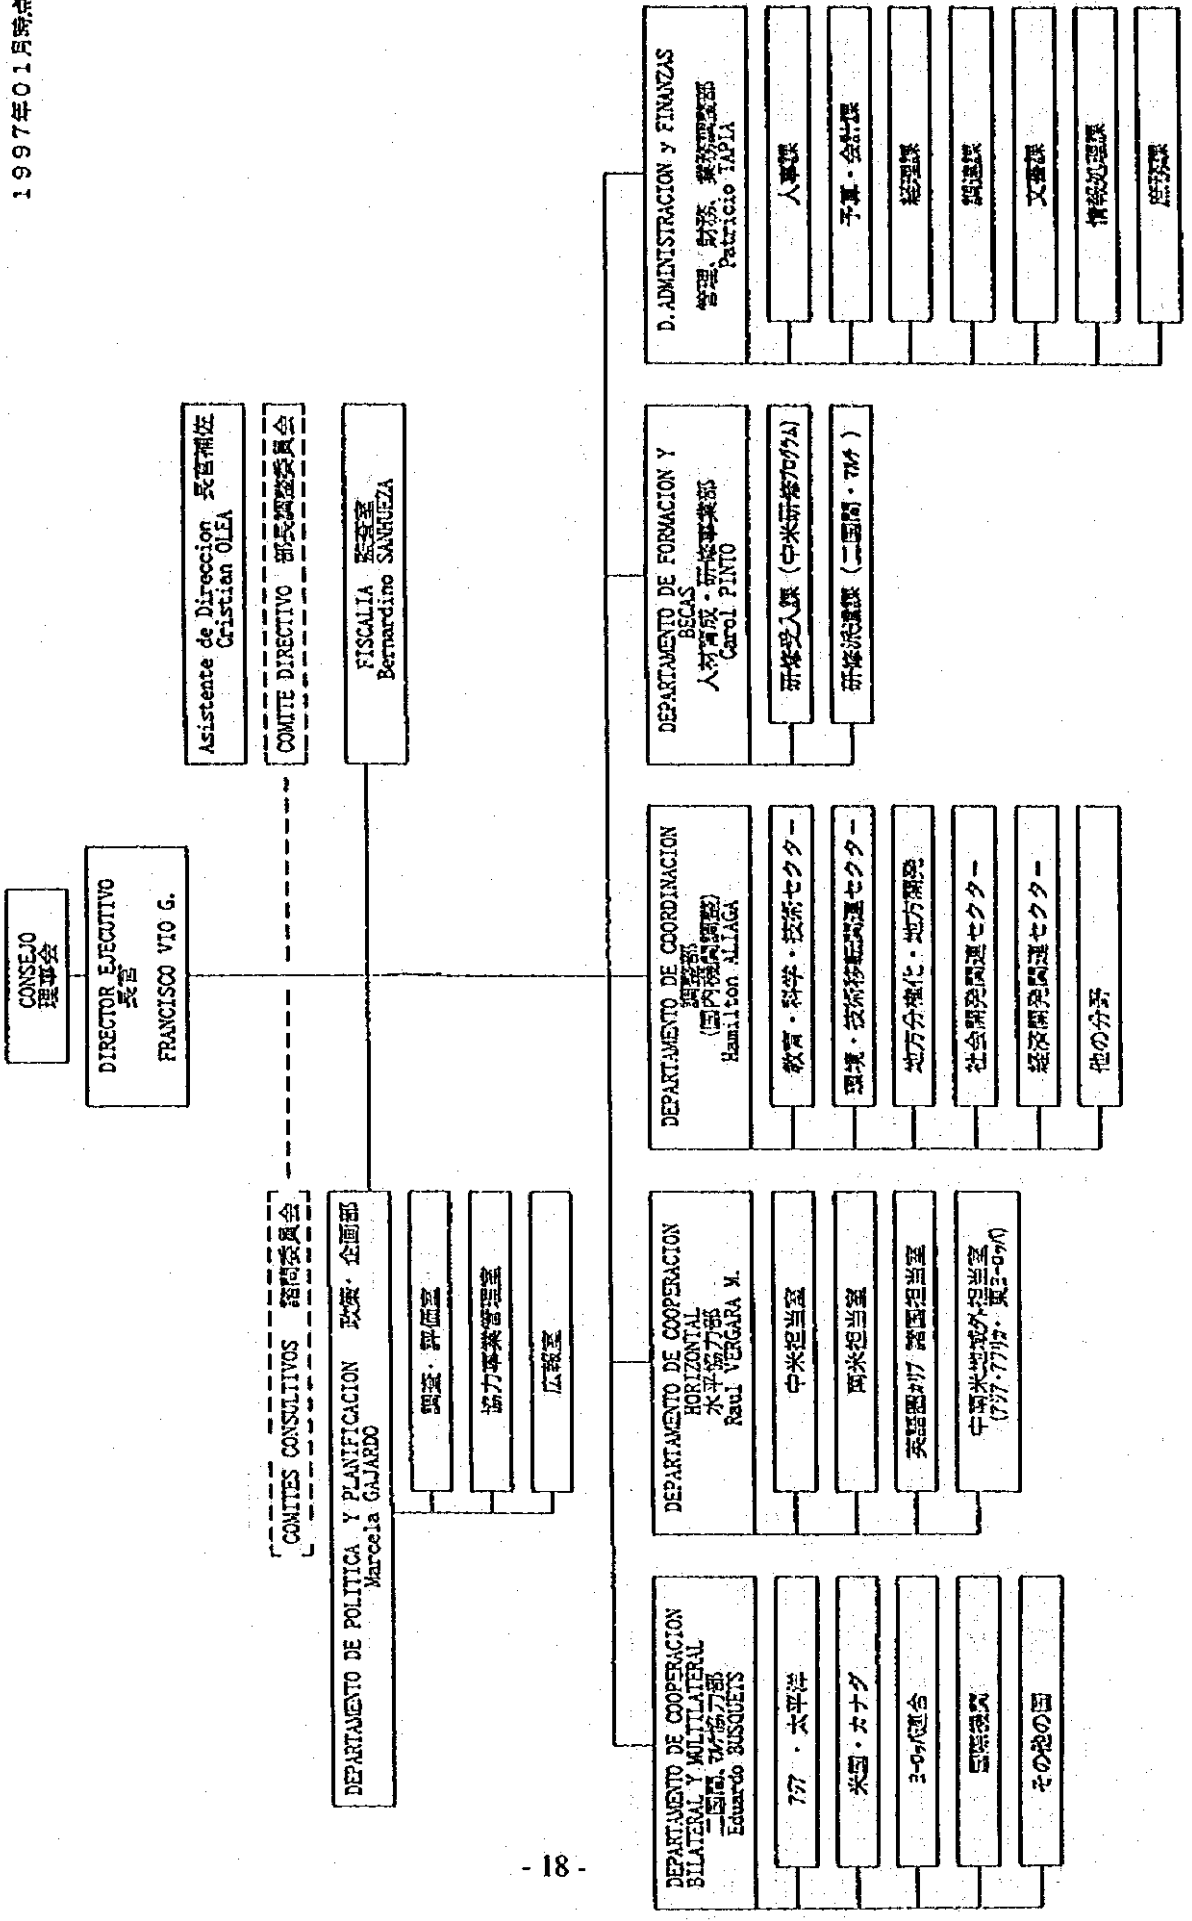 1997年01月時点
CONSEJO
理事会
DIRECTOR EJECUTIVO
長官
FRANCISCO VIO G.
Asistente de Direccion 長官補佐
Cristian OLEA
COMITES CONSULTIVOS 諮問委員会
COMITE DIRECTIVO 部長調整委員会
DEPARTAMENTO DE POLITICA Y PLANIFICACION 政策・企画部
Marcela GAJARDO
調査・評価室
協力事業管理室
広報室
FISCALIA 監査室
Bernardino SANHUEZA
DEPARTAMENTO DE COOPERACION
BILATERAL Y MULTILATERAL
二国間、マルチ協力部
Eduardo BUSQUETS
アジア・太平洋
米国・カナダ
ヨーロッパ連合
国際機関
その他の国
DEPARTAMENTO DE COOPERACION
HORIZONTAL
水平協力部
Raul VERGARA M.
中米担当室
南米担当室
英語圏カリブ 諸国担当室
中南米地域外担当室
(アジア・アフリカ・東ヨーロッパ)
DEPARTAMENTO DE COORDINACION
調整部
(国内機関調整)
Hamilton ALIAGA
教育・科学・技術セクター
環境・技術移転関連セクター
地方分権化・地方開発
社会開発関連セクター
経済開発関連セクター
他の分野
DEPARTAMENTO DE FORMACION Y
BECAS
人材育成・研修事業部
Carol PINTO
研修受入課 (中米研修プログラム)
研修派遣課 (二国間・マルチ)
D. ADMINISTRACION y FINANZAS
管理、財務、業務調整部
Patricio TAPIA
人事課
予算・会計課
経理課
調達課
文書課
情報処理課
庶務課
- 18 -